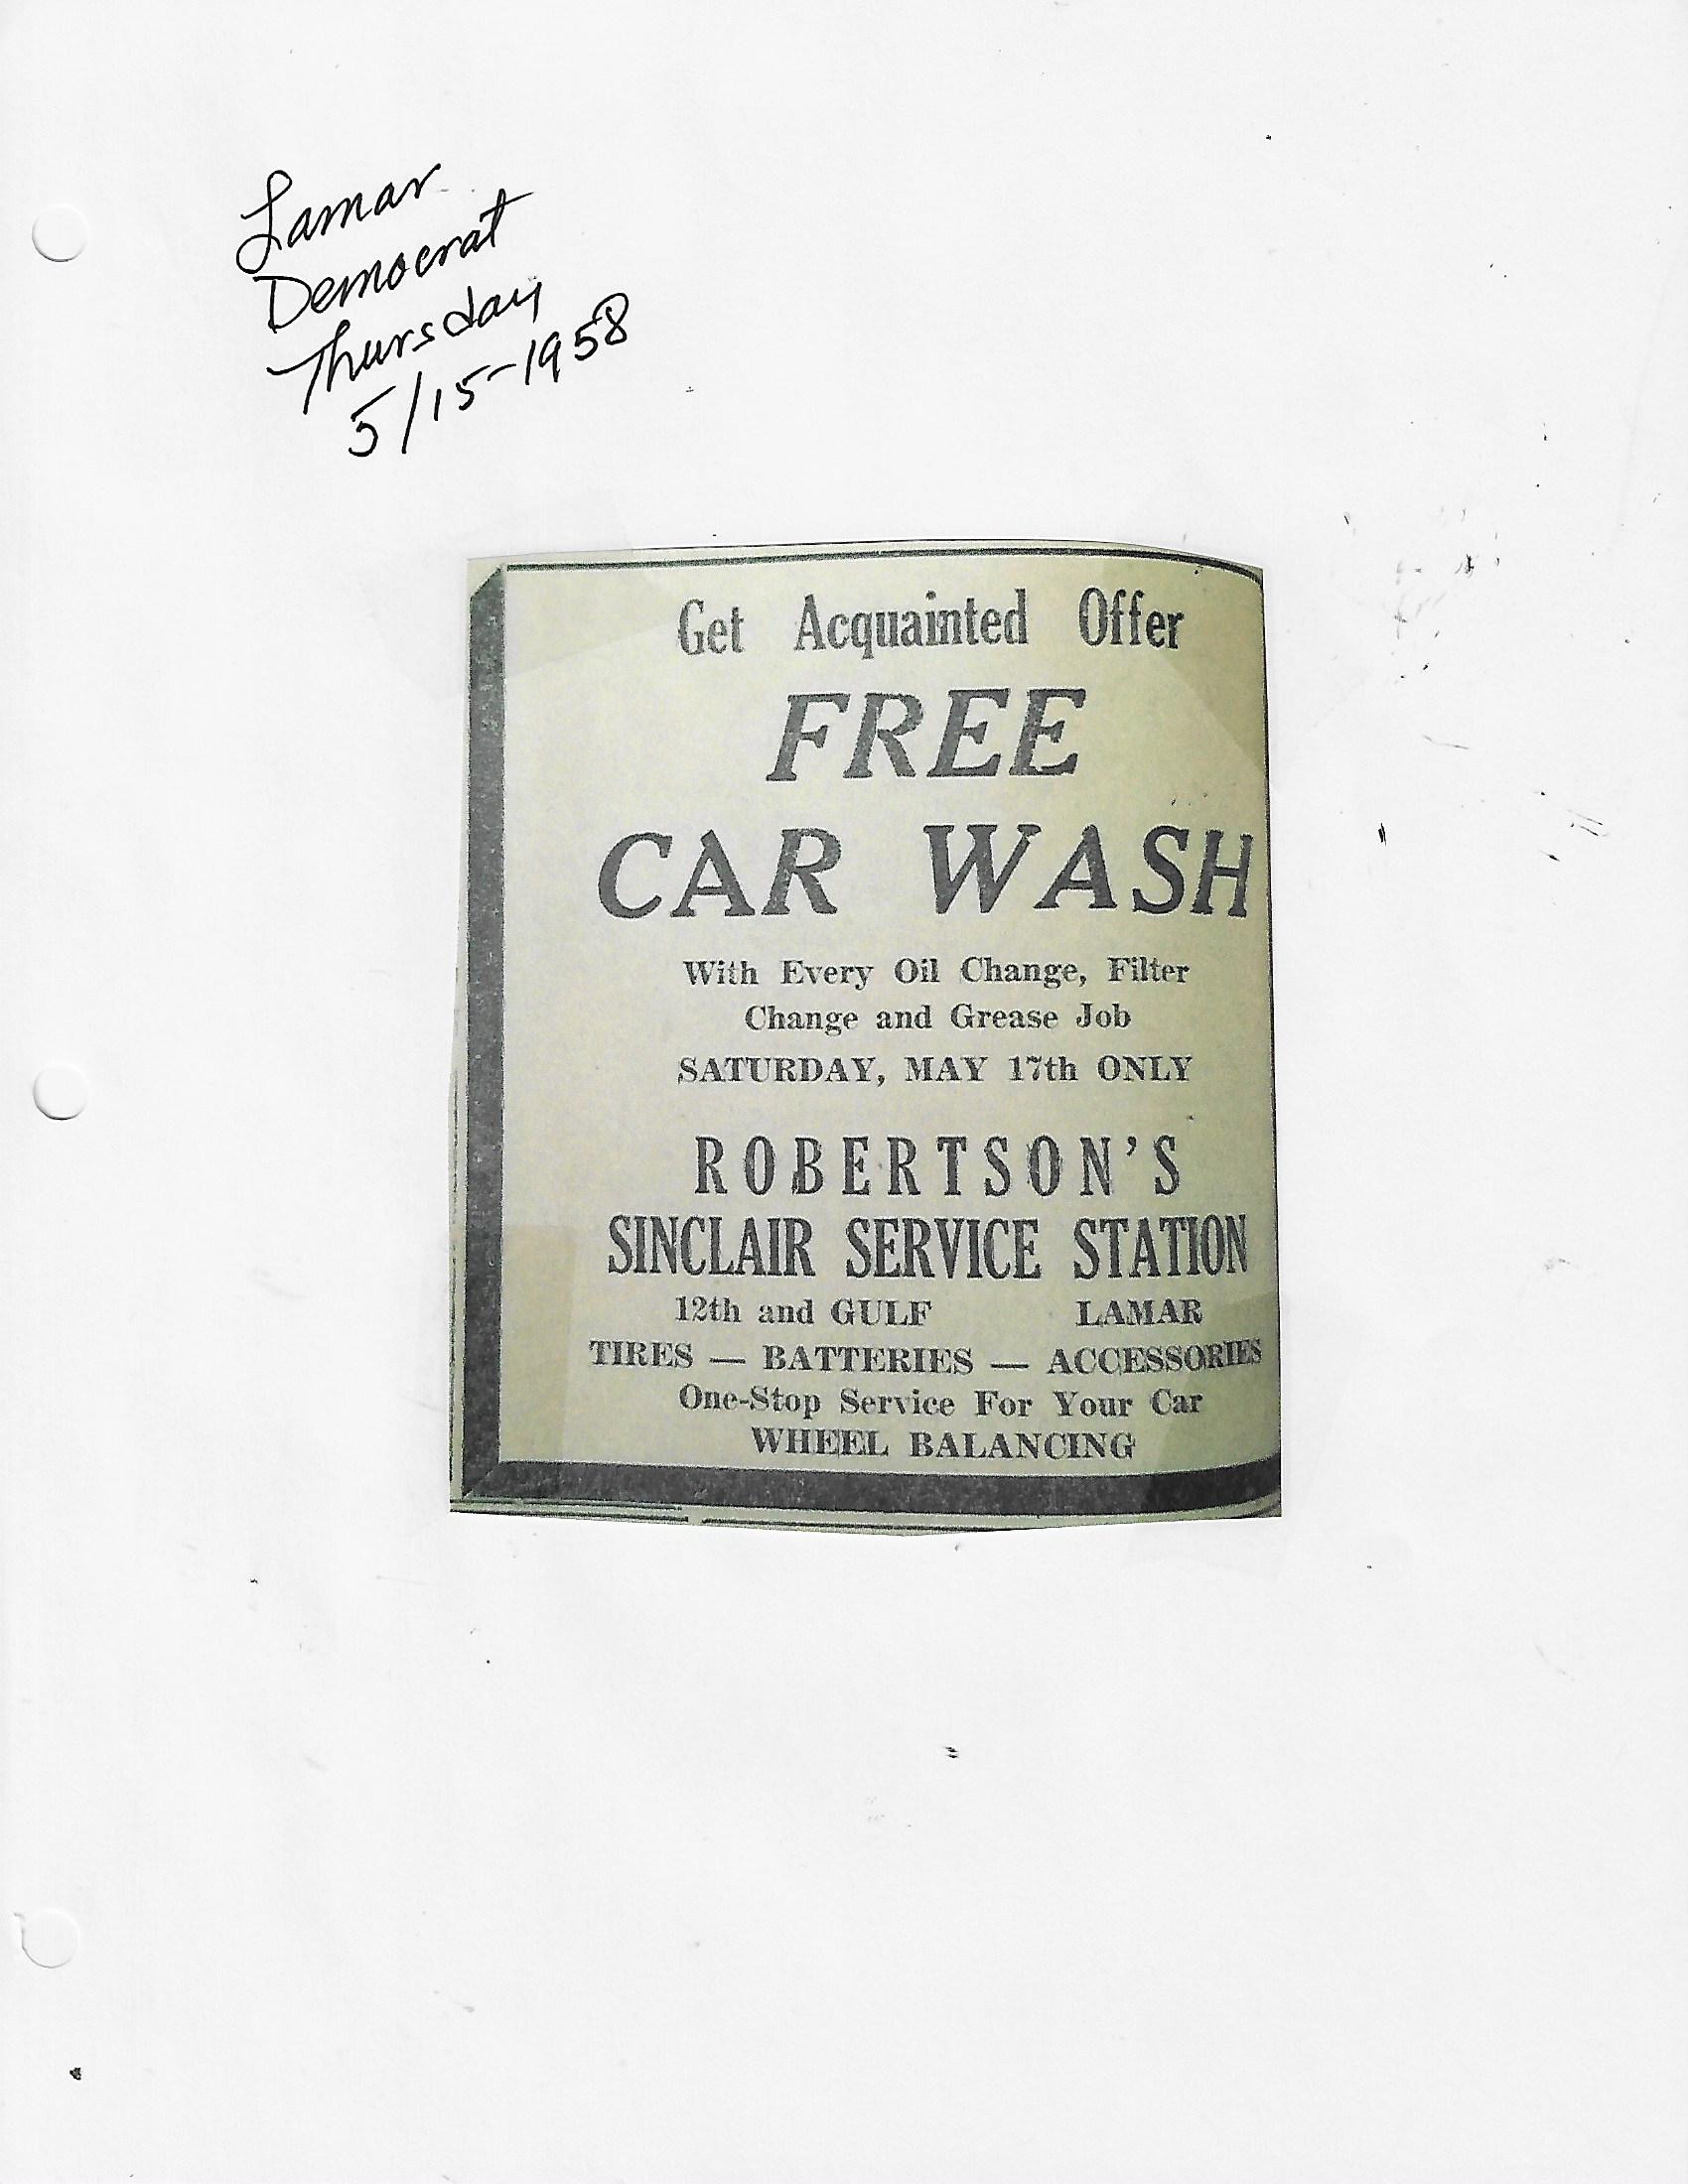 Lamar
Democrat
Thursday
5/15-1958
Get Acquainted Offer
FREE
CAR WASH
With Every Oil Change, Filter
Change and Grease Job
SATURDAY, MAY 17th ONLY
ROBERTSON'S
SINCLAIR SERVICE STATION
12th and GULF LAMAR
TIRES — BATTERIES — ACCESSORIES
One-Stop Service For Your Car
WHEEL BALANCING